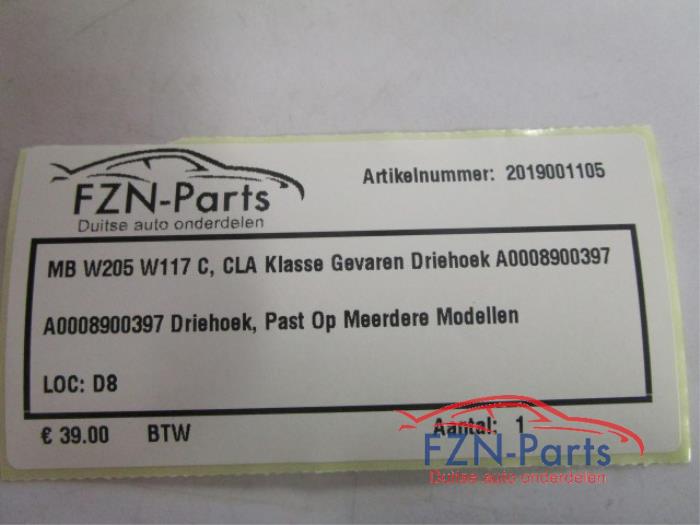 FZN-Parts
Duitse auto onderdelen
Artikelnummer: 2019001105
MB W205 W117 C, CLA Klasse Gevaren Driehoek A0008900397
A0008900397 Driehoek, Past Op Meerdere Modellen
LOC: D8
€ 39.00 BTW Aantal: 1
FZN-Parts
Duitse auto onderdelen